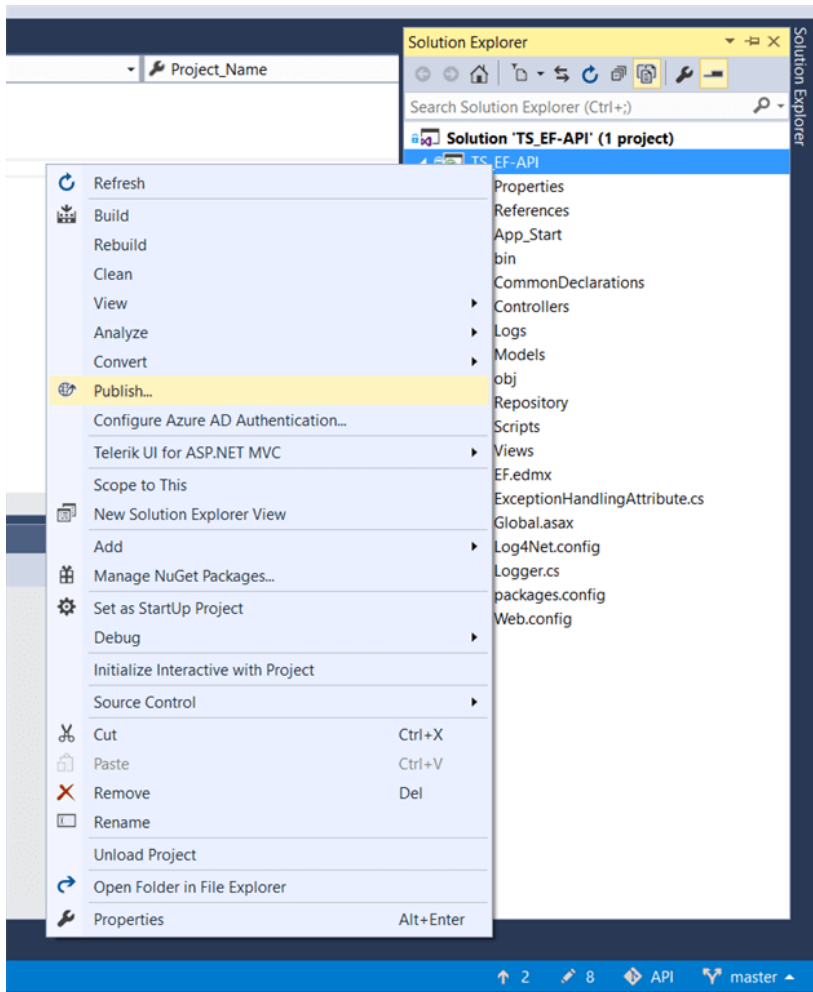 Solution Explorer
Project_Name
Search Solution Explorer (Ctrl+;)
Solution 'TS_EF-API' (1 project)
TS_EF-API
Properties
References
App_Start
bin
CommonDeclarations
Controllers
Logs
Models
obj
Repository
Scripts
Views
EF.edmx
ExceptionHandlingAttribute.cs
Global.asax
Log4Net.config
Logger.cs
packages.config
Web.config
Solution Explorer
Refresh
Build
Rebuild
Clean
View
Analyze
Convert
Publish...
Configure Azure AD Authentication...
Telerik UI for ASP.NET MVC
Scope to This
New Solution Explorer View
Add
Manage NuGet Packages...
Set as StartUp Project
Debug
Initialize Interactive with Project
Source Control
Cut Ctrl+X
Paste Ctrl+V
Remove Del
Rename
Unload Project
Open Folder in File Explorer
Properties Alt+Enter
2 8 API master